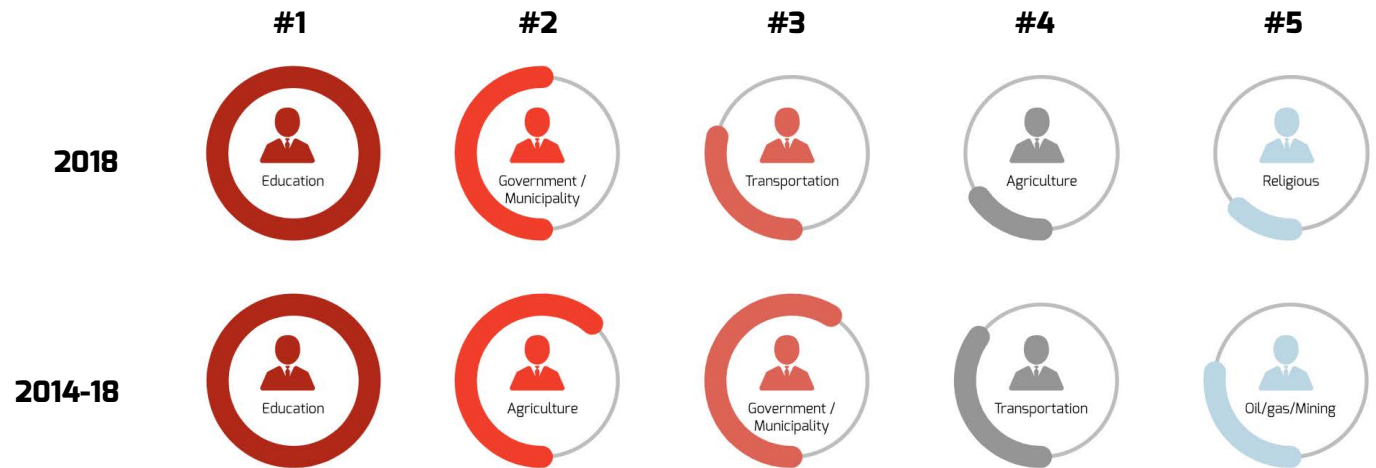 #1 #2 #3 #4 #5
2018
Education
Government /
Municipality
Transportation
Agriculture
Religious
2014-18
Education
Agriculture
Government /
Municipality
Transportation
Oil/gas/Mining